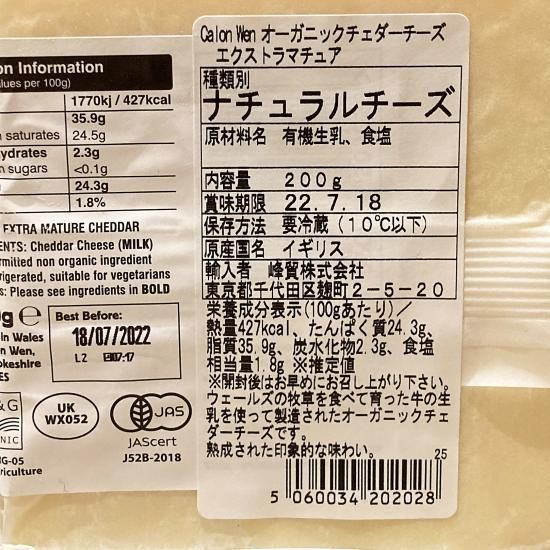 on Information
lues per 100g)
1770kj / 427kcal
35.9g
saturates 24.5g
ydrates 2.3g
sugars <0.1g
24.3g
1.8%
EXTRA MATURE CHEDDAR
ENTS: Cheddar Cheese (MILK)
rmitted non organic ingredient
rigerated, suitable for vegetarians
s: Please see ingredients in BOLD
g ℮
Best Before:
18/07/2022
L2
in Wales
n Wen,
okeshire
ES
&G
NIC
UK
WX052
JAS
JAScert
J52B-2018
G-05
riculture
Calon Wen オーガニックチェダーチーズ
エクストラマチュア
種類別
ナチュラルチーズ
原材料名 有機生乳、食塩
内容量 200g
賞味期限 22.7.18
保存方法 要冷蔵(10℃以下)
原産国名 イギリス
輸入者 峰貿株式会社
東京都千代田区麹町2-5-20
栄養成分表示(100gあたり)/
熱量427kcal、たんぱく質24.3g、
脂質35.9g、炭水化物2.3g、食塩
相当量1.8g ※推定値
※開封後はお早めにお召し上がり下さい。
ウェールズの牧草を食べて育った牛の生
乳を使って製造されたオーガニックチェ
ダーチーズです。
熟成された印象的な味わい。
25
5 060034 202028